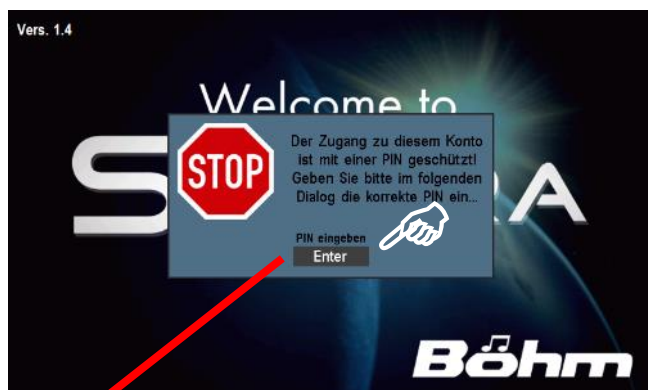 Vers. 1.4
Welcome to
STOP
Der Zugang zu diesem Konto
ist mit einer PIN geschützt!
Geben Sie bitte im folgenden
Dialog die korrekte PIN ein...
PIN eingeben
Enter
Böhm